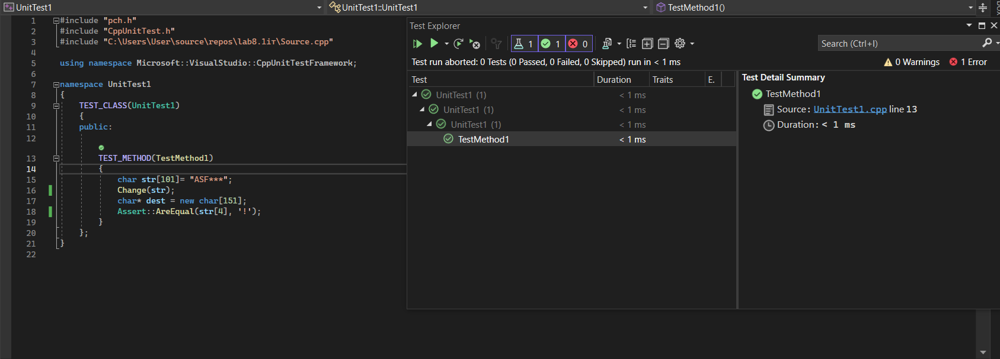 UnitTest1
UnitTest1::UnitTest1
TestMethod1()
1 #include "pch.h"
2 #include "CppUnitTest.h"
3 #include "C:\Users\User\source\repos\lab8.1іт\Source.cpp"
4
5 using namespace Microsoft::VisualStudio::CppUnitTestFramework;
6
7 namespace UnitTest1
8 {
9 TEST_CLASS(UnitTest1)
10 {
11 public:
12
13 TEST_METHOD(TestMethod1)
14 {
15 char str[101]= "ASF***";
16 Change(str);
17 char* dest = new char[151];
18 Assert::AreEqual(str[4], '!');
19 }
20 };
21 }
22
Test Explorer
1 1 0
Search (Ctrl+I)
Test run aborted: 0 Tests (0 Passed, 0 Failed, 0 Skipped) run in < 1 ms
0 Warnings 1 Error
Test Duration Traits E.
UnitTest1 (1) < 1 ms
UnitTest1 (1) < 1 ms
UnitTest1 (1) < 1 ms
TestMethod1 < 1 ms
Test Detail Summary
TestMethod1
Source: UnitTest1.cpp line 13
Duration: < 1 ms